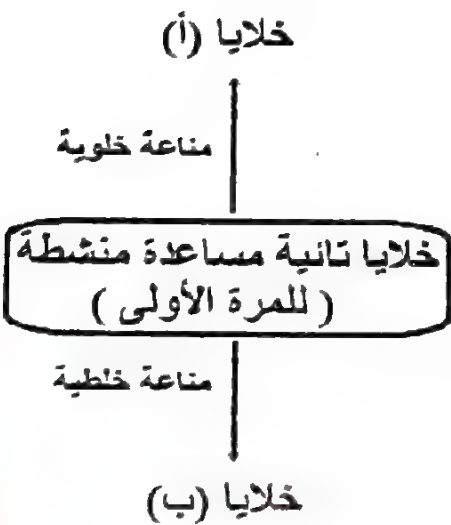 خلايا (أ)
مناعة خلوية
خلايا تائية مساعدة منشطة
( للمرة الأولى )
مناعة خلطية
خلايا (ب)